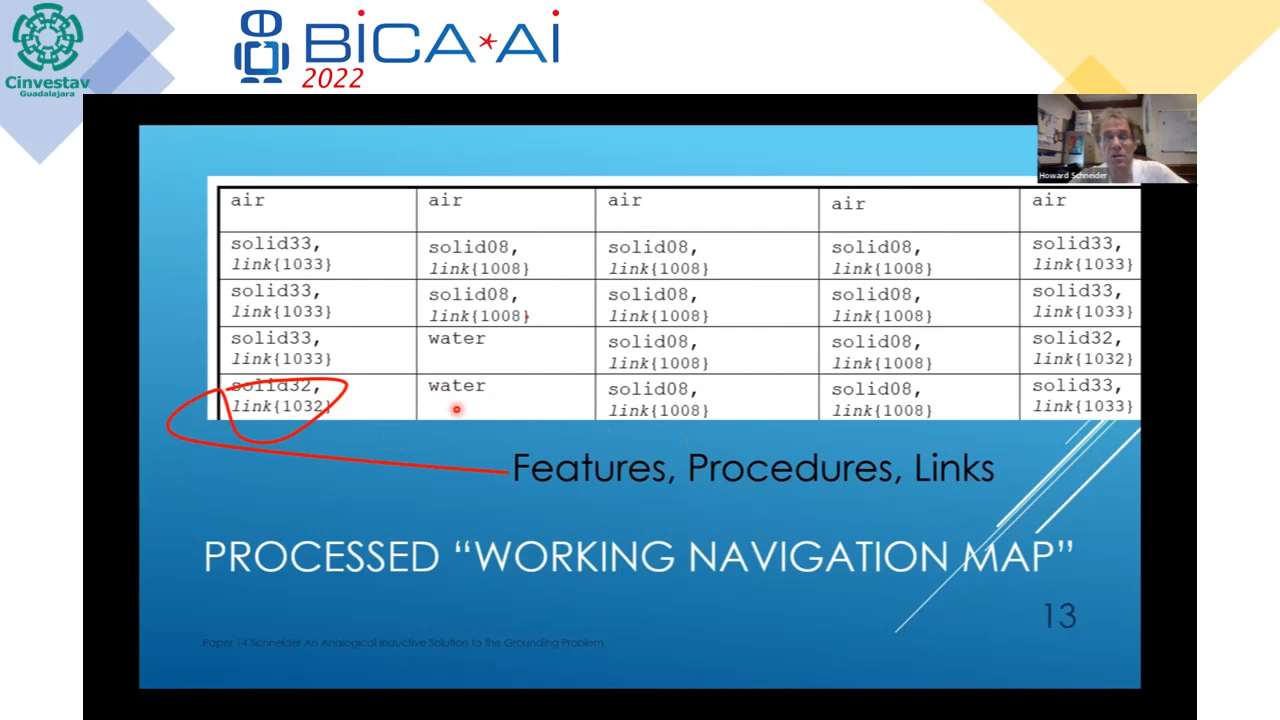 Cinvestav
Guadalajara
BiCA*Ai
2022
Howard Schneider
air air air air air
solid33, solid08, solid08, solid08, solid33,
link{1033} link{1008} link{1008} link{1008} link{1033}
solid33, solid08, solid08, solid08, solid33,
link{1033} link{1008} link{1008} link{1008} link{1033}
solid33, water solid08, solid08, solid32,
link{1033} link{1008} link{1008} link{1032}
solid32, water solid08, solid08, solid33,
link{1032} link{1008} link{1008} link{1033}
Features, Procedures, Links
PROCESSED “WORKING NAVIGATION MAP”
13
Paper 14 Schneider An Analogical Inductive Solution to the Grounding Problem